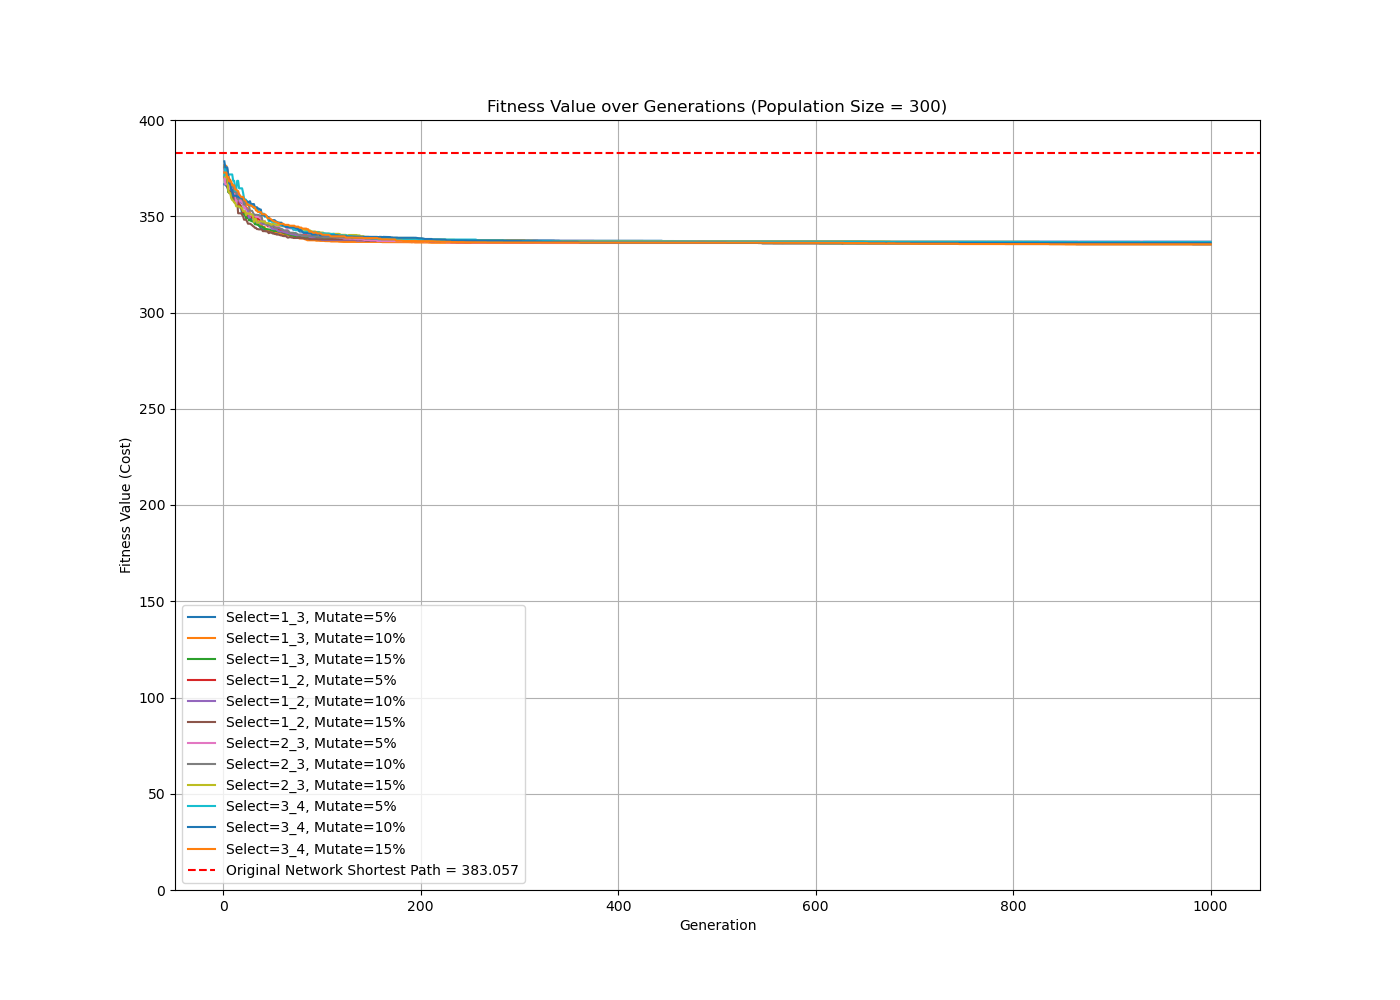 Fitness Value over Generations (Population Size = 300)
400
350
300
250
200
150
100
50
0
Fitness Value (Cost)
Select=1_3, Mutate=5%
Select=1_3, Mutate=10%
Select=1_3, Mutate=15%
Select=1_2, Mutate=5%
Select=1_2, Mutate=10%
Select=1_2, Mutate=15%
Select=2_3, Mutate=5%
Select=2_3, Mutate=10%
Select=2_3, Mutate=15%
Select=3_4, Mutate=5%
Select=3_4, Mutate=10%
Select=3_4, Mutate=15%
Original Network Shortest Path = 383.057
0 200 400 600 800 1000
Generation